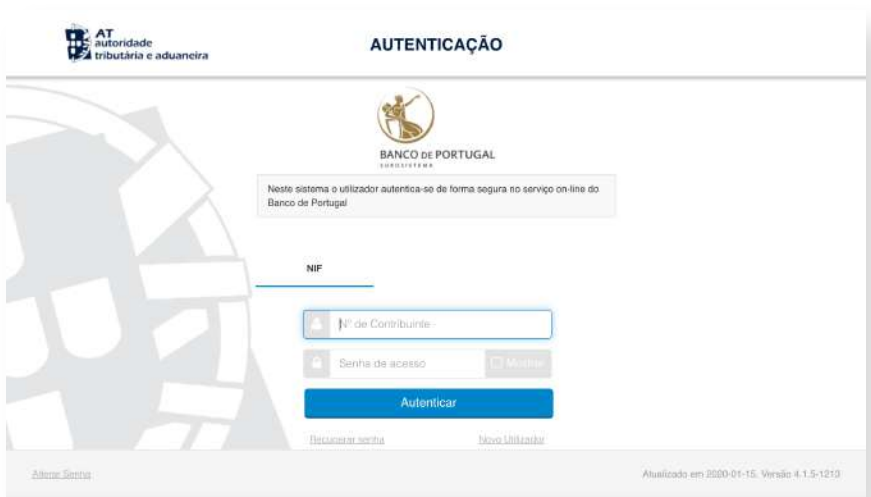 AT
autoridade
tributária e aduaneira
AUTENTICAÇÃO
BANCO DE PORTUGAL
EUROSISTEMA
Neste sistema o utilizador autentica-se de forma segura no serviço on-line do
Banco de Portugal
NIF
Nº de Contribuinte -
Senha de acesso
Mostrar
Autenticar
Recuperar senha
Novo Utilizador
Alterar Senha
Atualizado em 2020-01-15. Versão 4.1.5-1213